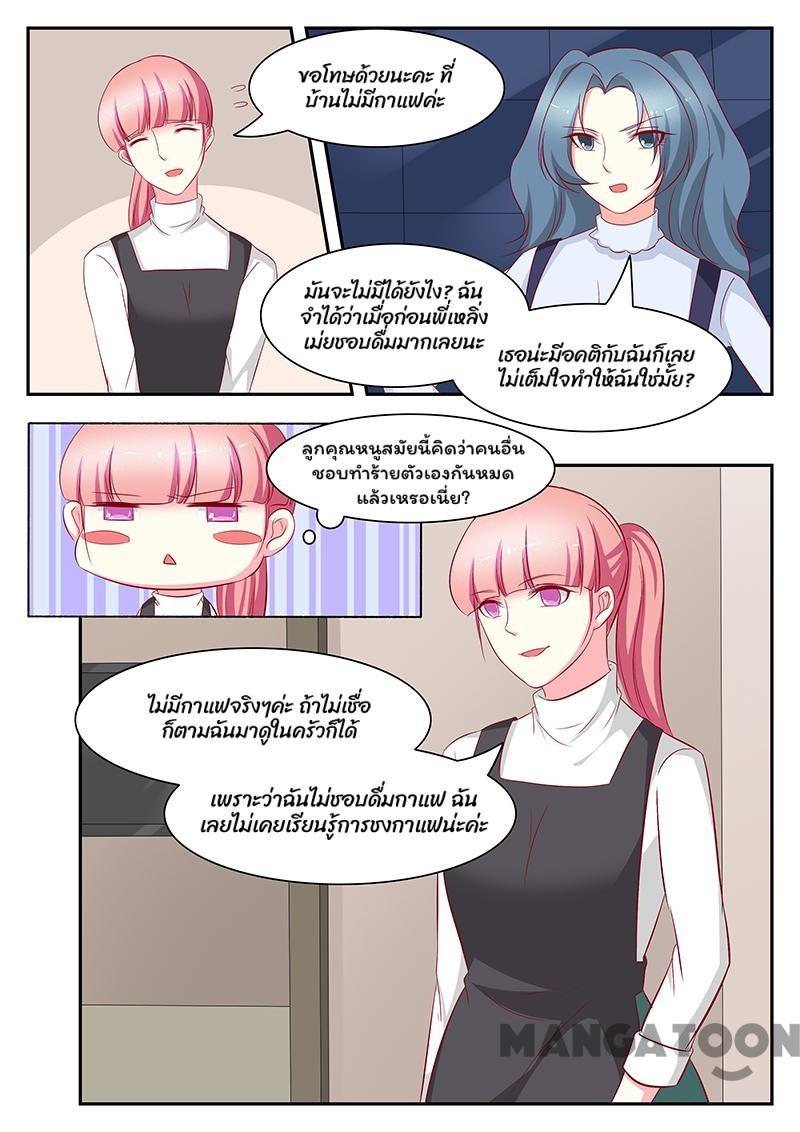 ขอโทษด้วยนะคะ ที่
บ้านไม่มีกาแฟค่ะ
มันจะไม่มีได้ยังไง? ฉัน
จำได้ว่าเมื่อก่อนพี่เหลิ่ง
เม่ยชอบดื่มมากเลยนะ
เธอน่ะมีอคติกับฉันก็เลย
ไม่เต็มใจทำให้ฉันใช่มั้ย?
ลูกคุณหนูสมัยนี้คิดว่าคนอื่น
ชอบทำร้ายตัวเองกันหมด
แล้วเหรอเนี่ย?
ไม่มีกาแฟจริงๆค่ะ ถ้าไม่เชื่อ
ก็ตามฉันมาดูในครัวก็ได้
เพราะว่าฉันไม่ชอบดื่มกาแฟ ฉัน
เลยไม่เคยเรียนรู้การชงกาแฟน่ะค่ะ
MANGATOON